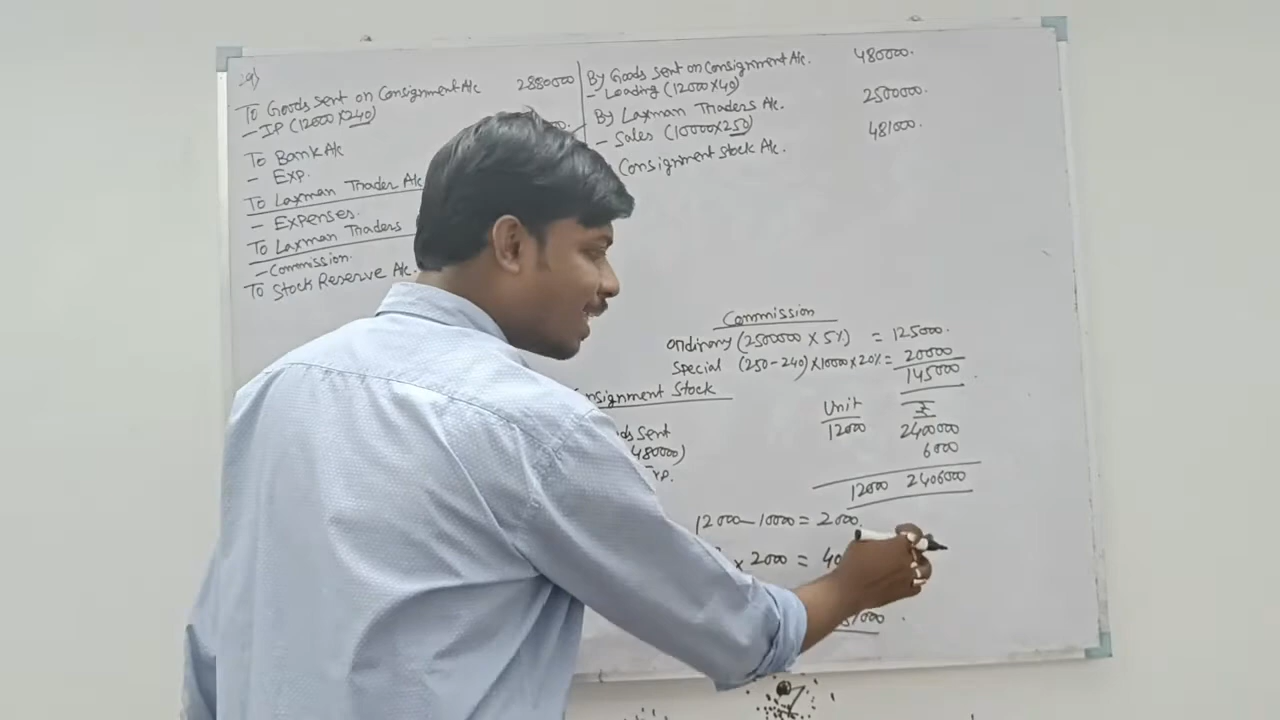 To Goods sent on Consignment A/c 2880000
- IP (12000 x 240)
To Bank A/c
- Exp.
To Laxman Trader A/c
- Expenses.
To Laxman Traders
- Commission.
To Stock Reserve A/c.
By Goods sent on Consignment A/c. 480000.
- Loading (12000 x 40)
By Laxman Traders A/c. 2500000.
- Sales (10000 x 250)
Consignment stock A/c. 481000.
Commission
Ordinary (2500000 x 5%) = 125000.
Special (250-240) x 1000 x 20% = 20000
145000
Consignment Stock
Unit ₹
Sent 12000 2400000
480000) 6000
12000 2406000
12000 - 10000 = 2000.
x 2000 = 40